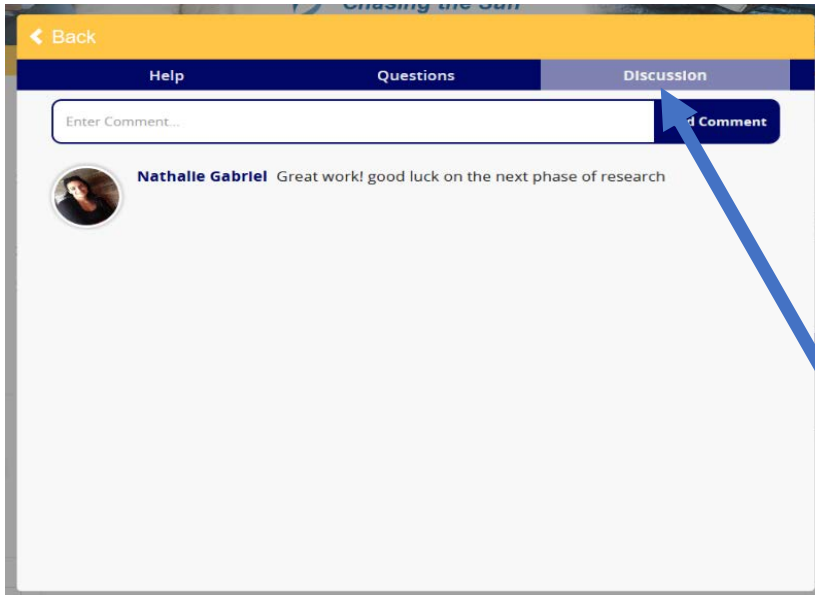 Chasing the Sun
Back
Help Questions Discussion
Enter Comment... Comment
Nathalie Gabriel Great work! good luck on the next phase of research